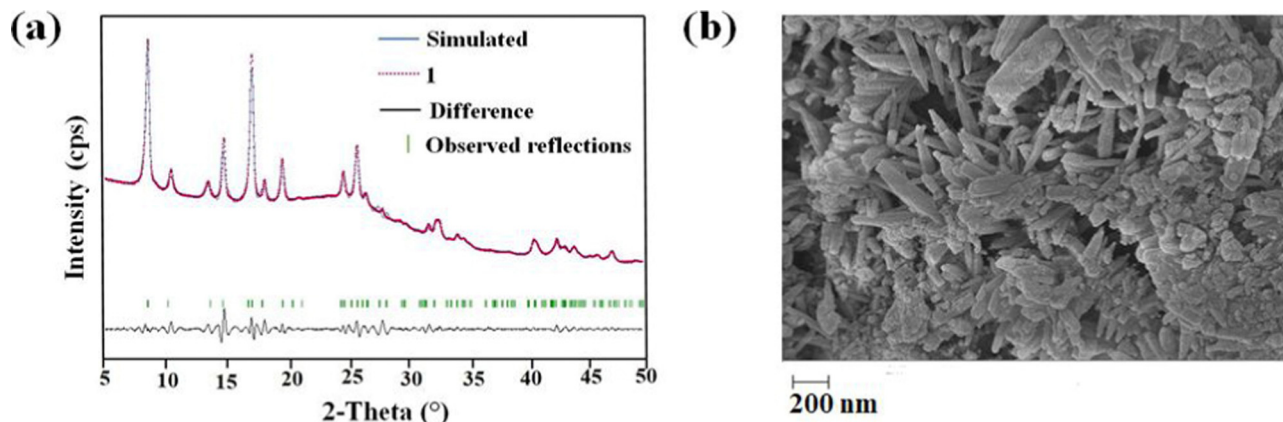 (a)
Simulated
1
Difference
Observed reflections
Intensity (cps)
5 10 15 20 25 30 35 40 45 50
2-Theta (°)
(b)
200 nm